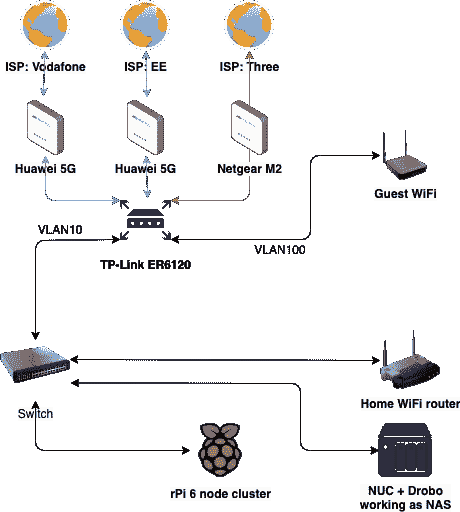 ISP: Vodafone
ISP: EE
ISP: Three
Huawei 5G
Huawei 5G
Netgear M2
Guest WiFi
VLAN10
VLAN100
TP-Link ER6120
Home WiFi router
Switch
rPi 6 node cluster
NUC + Drobo
working as NAS